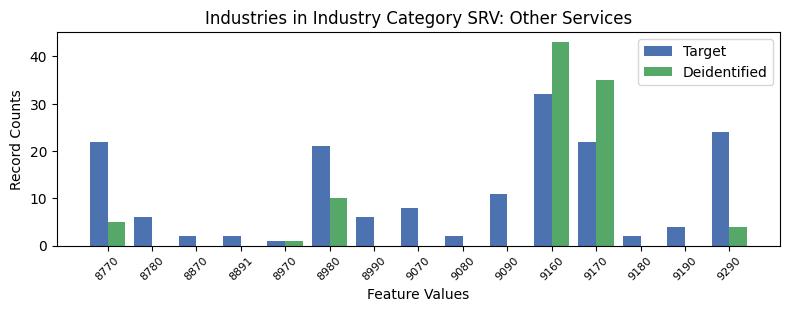 Industries in Industry Category SRV: Other Services
Target
Deidentified
Record Counts
40
30
20
10
0
8770 8780 8870 8891 8970 8980 8990 9070 9080 9090 9160 9170 9180 9190 9290
Feature Values